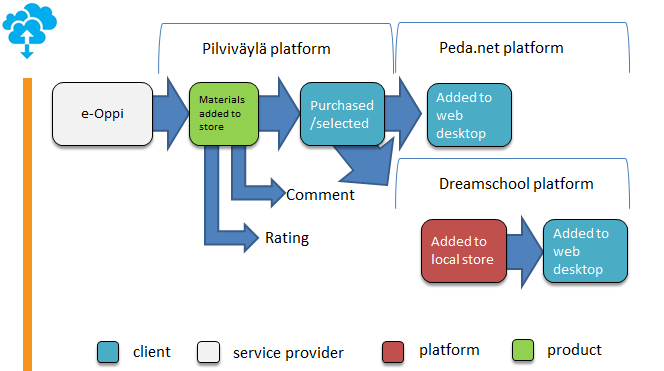 Pilviväylä platform
Peda.net platform
e-Oppi
Materials
added to
store
Purchased
/selected
Added to
web
desktop
Comment
Rating
Dreamschool platform
Added to
local store
Added to
web
desktop
client
service provider
platform
product